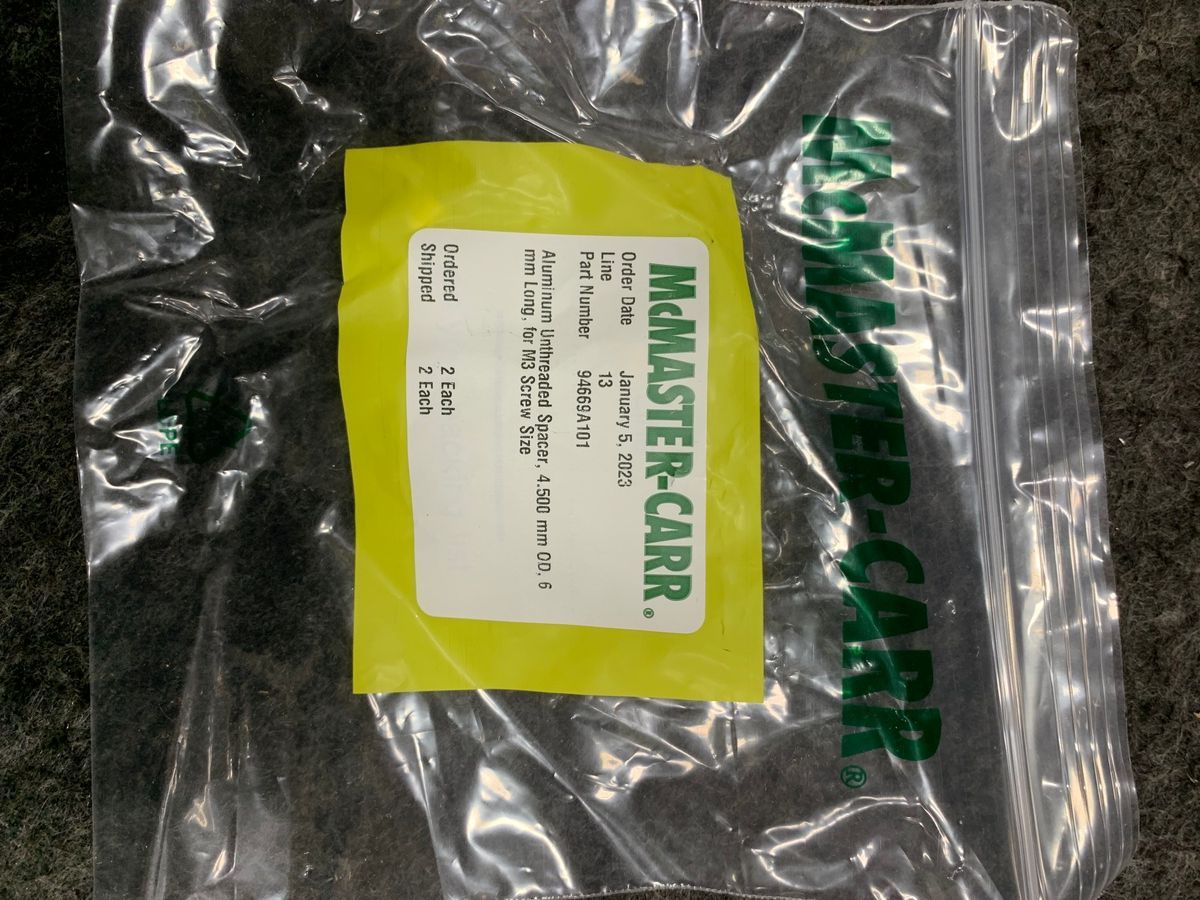 McMASTER-CARR®
McMASTER-CARR®
Order Date January 5, 2023
Line 13
Part Number 94669A101
Aluminum Unthreaded Spacer, 4.500 mm OD, 6
mm Long, for M3 Screw Size
Ordered 2 Each
Shipped 2 Each